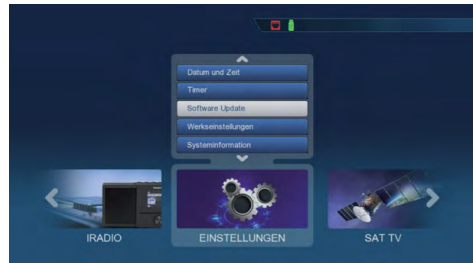 Datum und Zeit
Timer
Software Update
Werkseinstellungen
Systeminformation
IRADIO
EINSTELLUNGEN
SAT TV